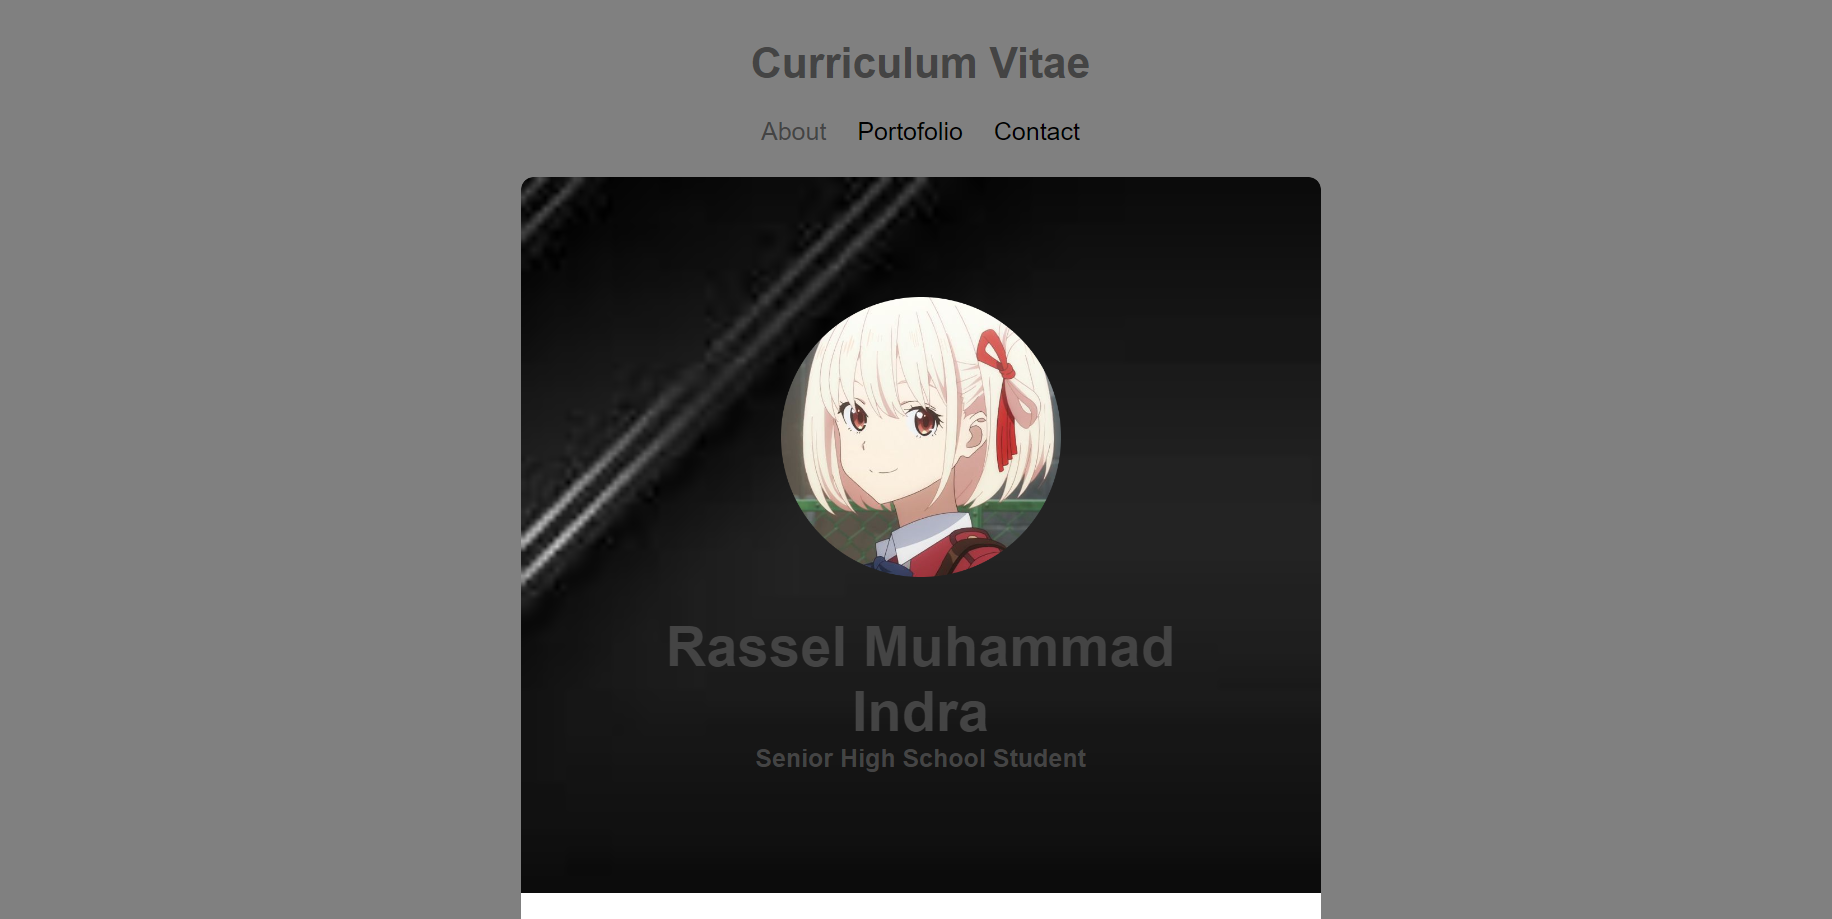 Curriculum Vitae
About Portofolio Contact
Rassel Muhammad
Indra
Senior High School Student